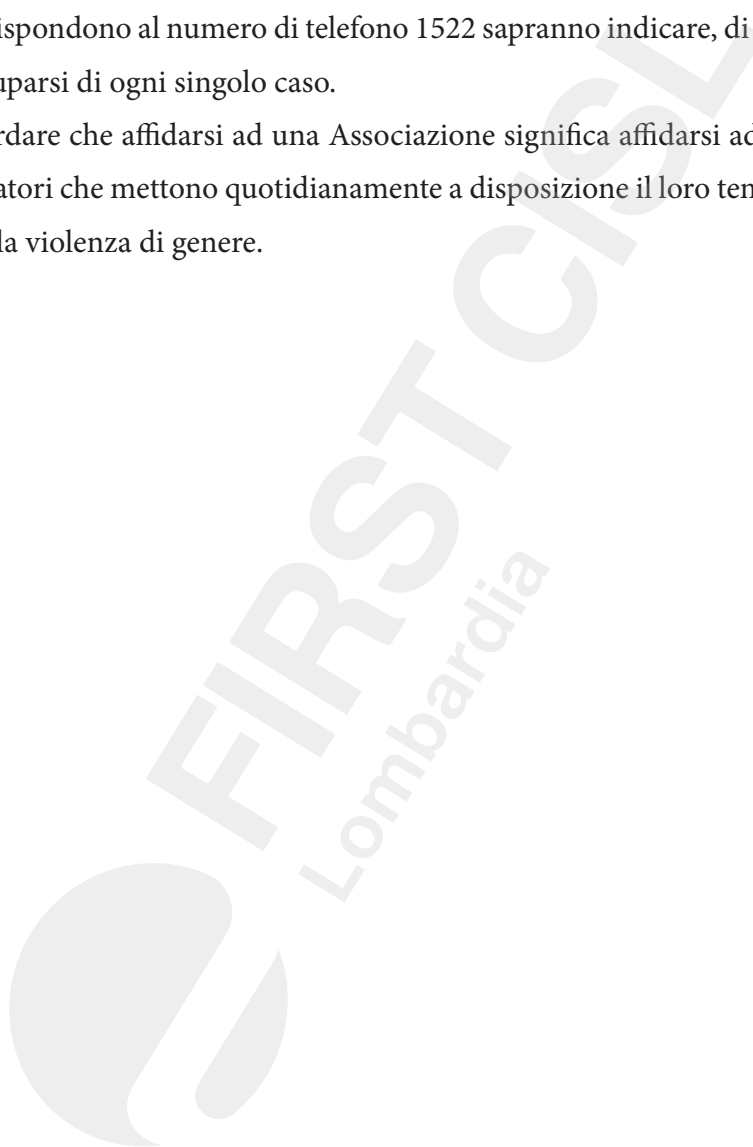 ispondono al numero di telefono 1522 sapranno indicare, di
uparsi di ogni singolo caso.
rdare che affidarsi ad una Associazione significa affidarsi ad
atori che mettono quotidianamente a disposizione il loro ten
la violenza di genere.
FIRST CISL
Lombardia